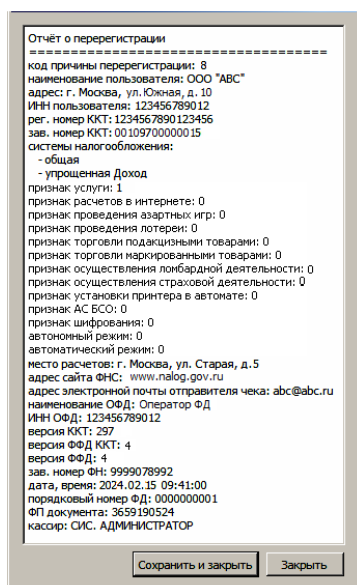 Отчёт о перерегистрации
========================================
код причины перерегистрации: 8
наименование пользователя: ООО "АВС"
адрес: г. Москва, ул.Южная, д. 10
ИНН пользователя: 123456789012
рег. номер ККТ: 1234567890123456
зав. номер ККТ: 00109700000015
системы налогообложения:
- общая
- упрощенная Доход
признак услуги: 1
признак расчетов в интернете: 0
признак проведения азартных игр: 0
признак проведения лотереи: 0
признак торговли подакцизными товарами: 0
признак торговли маркированными товарами: 0
признак осуществления ломбардной деятельности: 0
признак осуществления страховой деятельности: 0
признак установки принтера в автомате: 0
признак АС БСО: 0
признак шифрования: 0
автономный режим: 0
автоматический режим: 0
место расчетов: г. Москва, ул. Старая, д.5
адрес сайта ФНС: www.nalog.gov.ru
адрес электронной почты отправителя чека: abc@abc.ru
наименование ОФД: Оператор ФД
ИНН ОФД: 123456789012
версия ККТ: 297
версия ФФД ККТ: 4
версия ФФД: 4
зав. номер ФН: 9999078992
дата, время: 2024.02.15 09:41:00
порядковый номер ФД: 0000000001
ФП документа: 3659190524
кассир: СИС. АДМИНИСТРАТОР
Сохранить и закрыть Закрыть